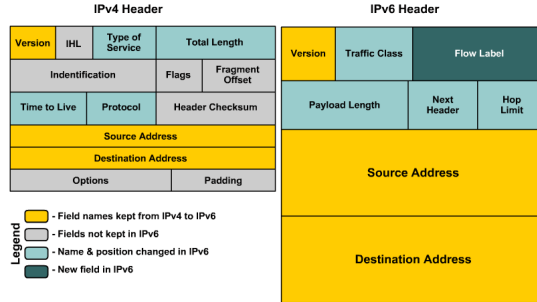 IPv4 Header
Version IHL Type of Service Total Length
Indentification Flags Fragment Offset
Time to Live Protocol Header Checksum
Source Address
Destination Address
Options Padding
Legend
- Field names kept from IPv4 to IPv6
- Fields not kept in IPv6
- Name & position changed in IPv6
- New field in IPv6
IPv6 Header
Version Traffic Class Flow Label
Payload Length Next Header Hop Limit
Source Address
Destination Address